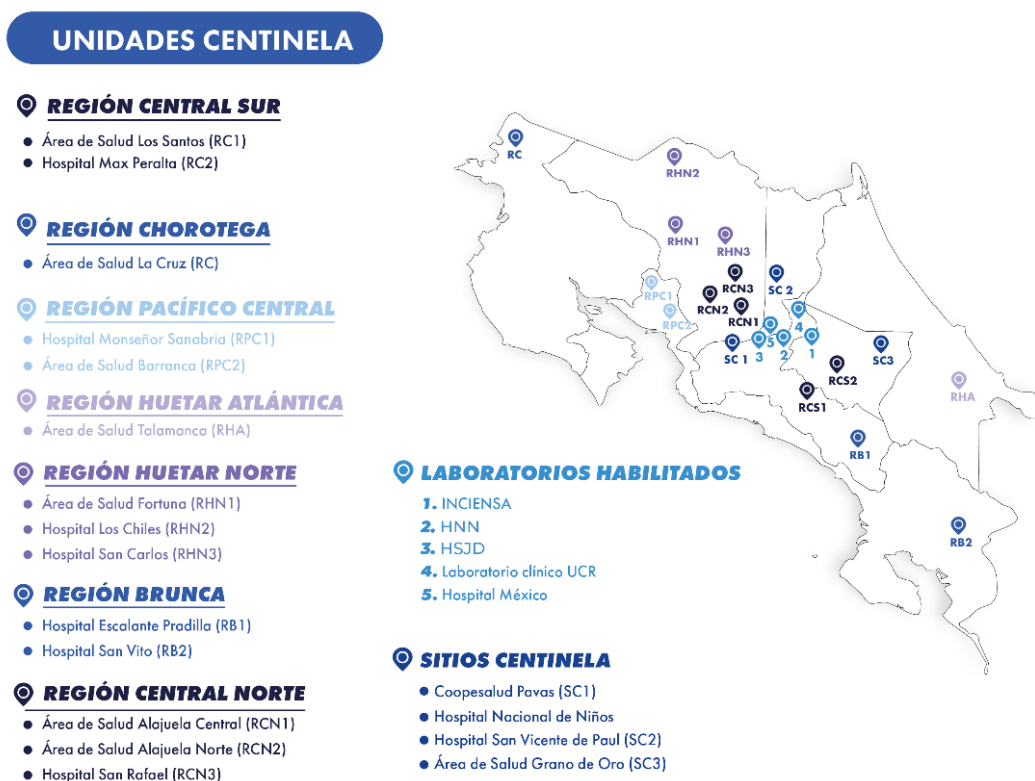 UNIDADES CENTINELA
REGIÓN CENTRAL SUR
Área de Salud Los Santos (RC1)
Hospital Max Peralta (RC2)
REGIÓN CHOROTEGA
Área de Salud La Cruz (RC)
REGIÓN PACÍFICO CENTRAL
Hospital Monseñor Sanabria (RPC1)
Área de Salud Barranca (RPC2)
REGIÓN HUETAR ATLÁNTICA
Área de Salud Talamanca (RHA)
REGIÓN HUETAR NORTE
Área de Salud Fortuna (RHN1)
Hospital Los Chiles (RHN2)
Hospital San Carlos (RHN3)
REGIÓN BRUNCA
Hospital Escalante Pradilla (RB1)
Hospital San Vito (RB2)
REGIÓN CENTRAL NORTE
Área de Salud Alajuela Central (RCN1)
Área de Salud Alajuela Norte (RCN2)
Hospital San Rafael (RCN3)
RC
RHN2
RHN1
RHN3
RCN3
SC 2
RPC1
RCN2
RCN1
RPC2
4
5
SC 1
3
2
1
SC3
RCS2
RHA
RCS1
RB1
RB2
LABORATORIOS HABILITADOS
1. INCIENSA
2. HNN
3. HSJD
4. Laboratorio clínico UCR
5. Hospital México
SITIOS CENTINELA
Coopesalud Pavas (SC1)
Hospital Nacional de Niños
Hospital San Vicente de Paul (SC2)
Área de Salud Grano de Oro (SC3)